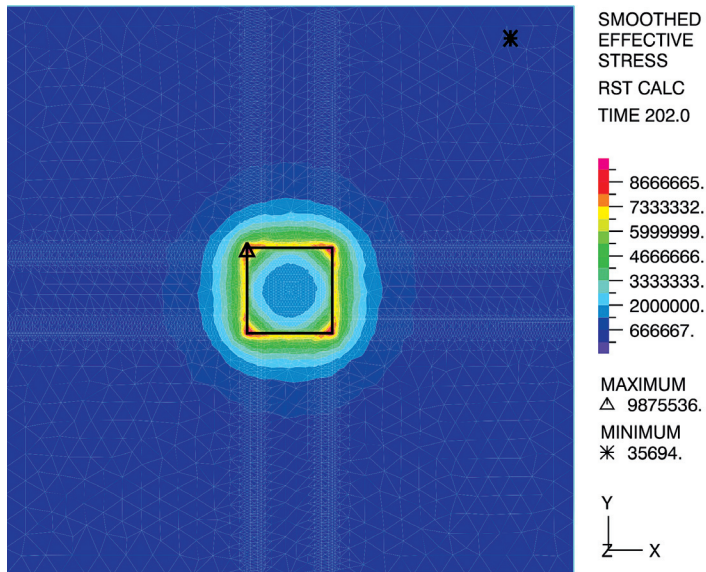 SMOOTHED
EFFECTIVE
STRESS
RST CALC
TIME 202.0
8666665.
7333332.
5999999.
4666666.
3333333.
2000000.
666667.
MAXIMUM
△ 9875536.
MINIMUM
✳ 35694.
Y
Z X